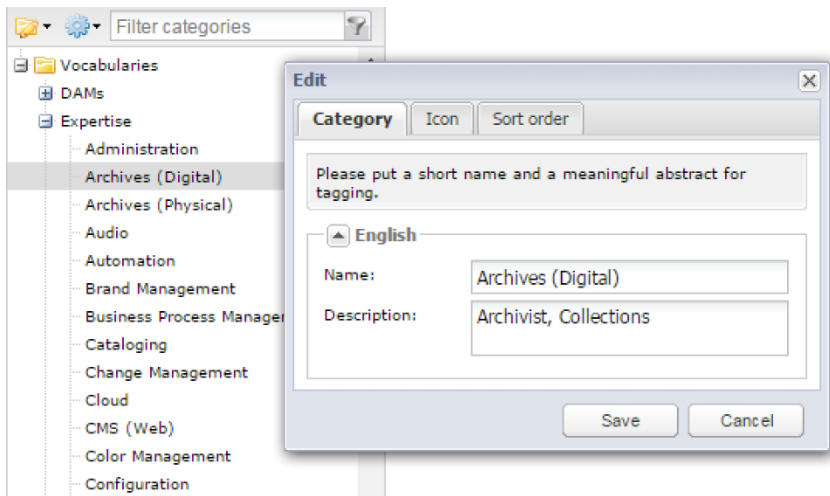 Filter categories
Vocabularies
DAMs
Expertise
Administration
Archives (Digital)
Archives (Physical)
Audio
Automation
Brand Management
Business Process Manager
Cataloging
Change Management
Cloud
CMS (Web)
Color Management
Configuration
Edit
Category Icon Sort order
Please put a short name and a meaningful abstract for
tagging.
English
Name: Archives (Digital)
Description: Archivist, Collections
Save Cancel